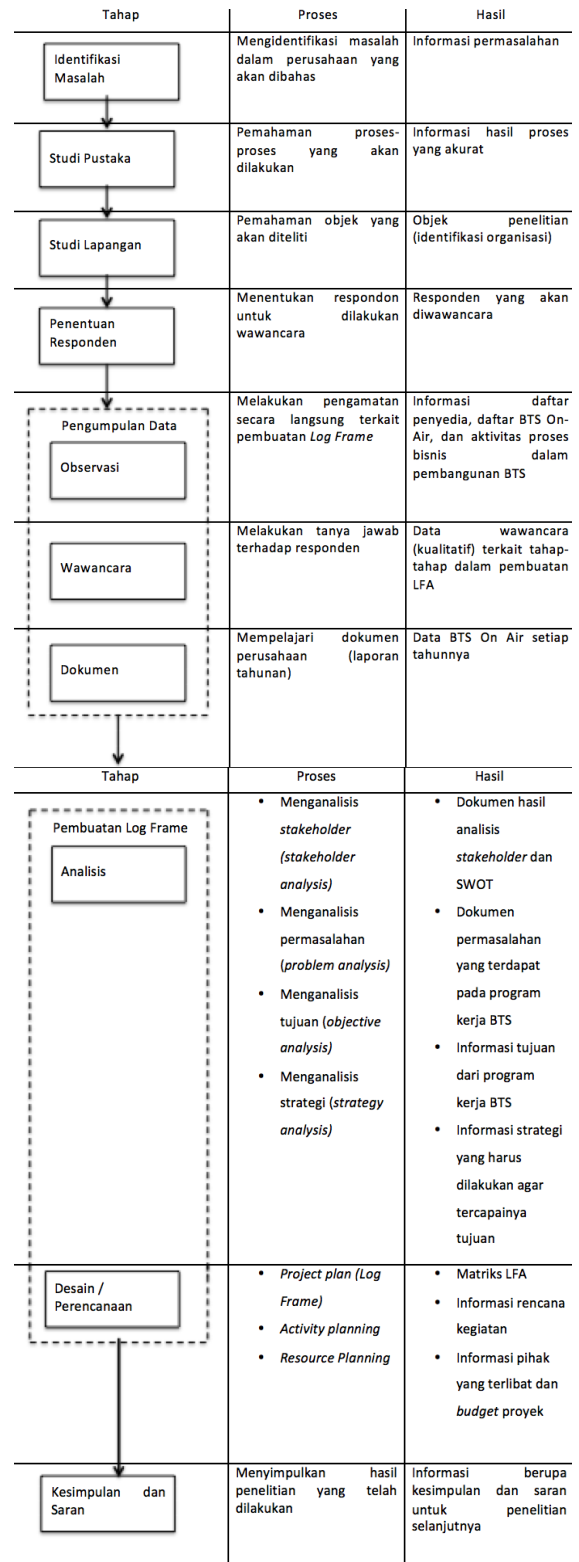 Tahap Proses Hasil
Identifikasi
Masalah
Mengidentifikasi masalah
dalam perusahaan yang
akan dibahas
Informasi permasalahan
Studi Pustaka
Pemahaman proses-
proses yang akan
dilakukan
Informasi hasil proses
yang akurat
Studi Lapangan
Pemahaman objek yang
akan diteliti
Objek penelitian
(identifikasi organisasi)
Penentuan
Responden
Menentukan respondon
untuk dilakukan
wawancara
Responden yang akan
diwawancara
Pengumpulan Data
Observasi
Melakukan pengamatan
secara langsung terkait
pembuatan Log Frame
Informasi daftar
penyedia, daftar BTS On-
Air, dan aktivitas proses
bisnis dalam
pembangunan BTS
Wawancara
Melakukan tanya jawab
terhadap responden
Data wawancara
(kualitatif) terkait tahap-
tahap dalam pembuatan
LFA
Dokumen
Mempelajari dokumen
perusahaan (laporan
tahunan)
Data BTS On Air setiap
tahunnya
Tahap Proses Hasil
Pembuatan Log Frame
Analisis
• Menganalisis
stakeholder
(stakeholder
analysis)
• Menganalisis
permasalahan
(problem analysis)
• Menganalisis
tujuan (objective
analysis)
• Menganalisis
strategi (strategy
analysis)
• Dokumen hasil
analisis
stakeholder dan
SWOT
• Dokumen
permasalahan
yang terdapat
pada program
kerja BTS
• Informasi tujuan
dari program
kerja BTS
• Informasi strategi
yang harus
dilakukan agar
tercapainya
tujuan
Desain /
Perencanaan
• Project plan (Log
Frame)
• Activity planning
• Resource Planning
• Matriks LFA
• Informasi rencana
kegiatan
• Informasi pihak
yang terlibat dan
budget proyek
Kesimpulan dan
Saran
Menyimpulkan hasil
penelitian yang telah
dilakukan
Informasi berupa
kesimpulan dan saran
untuk penelitian
selanjutnya